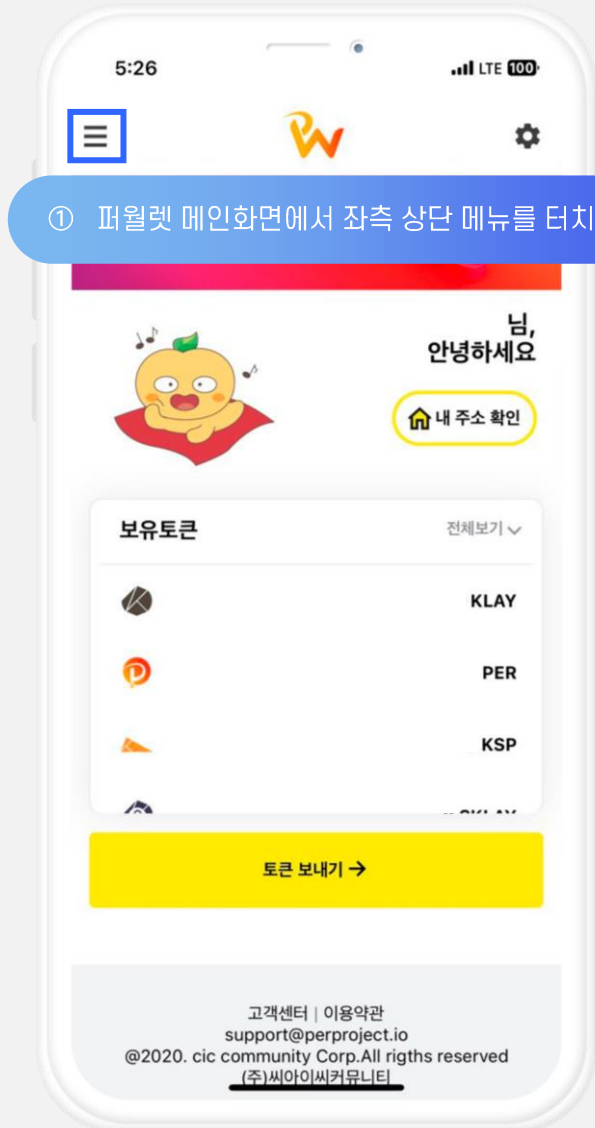 5:26
LTE 100
① 퍼월렛 메인화면에서 좌측 상단 메뉴를 터치
님,
안녕하세요
내 주소 확인
보유토큰 전체보기
KLAY
PER
KSP
토큰 보내기 →
고객센터 | 이용약관
support@perproject.io
@2020. cic community Corp.All rigths reserved
(주)씨아이씨커뮤니티